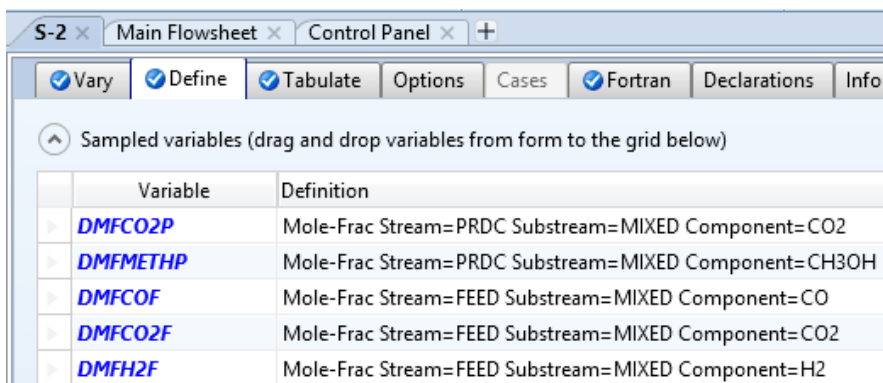 S-2 Main Flowsheet Control Panel
Vary Define Tabulate Options Cases Fortran Declarations Info
Sampled variables (drag and drop variables from form to the grid below)
Variable Definition
DMFCO2P Mole-Frac Stream=PRDC Substream=MIXED Component=CO2
DMFMETHP Mole-Frac Stream=PRDC Substream=MIXED Component=CH3OH
DMFCOF Mole-Frac Stream=FEED Substream=MIXED Component=CO
DMFCO2F Mole-Frac Stream=FEED Substream=MIXED Component=CO2
DMFH2F Mole-Frac Stream=FEED Substream=MIXED Component=H2